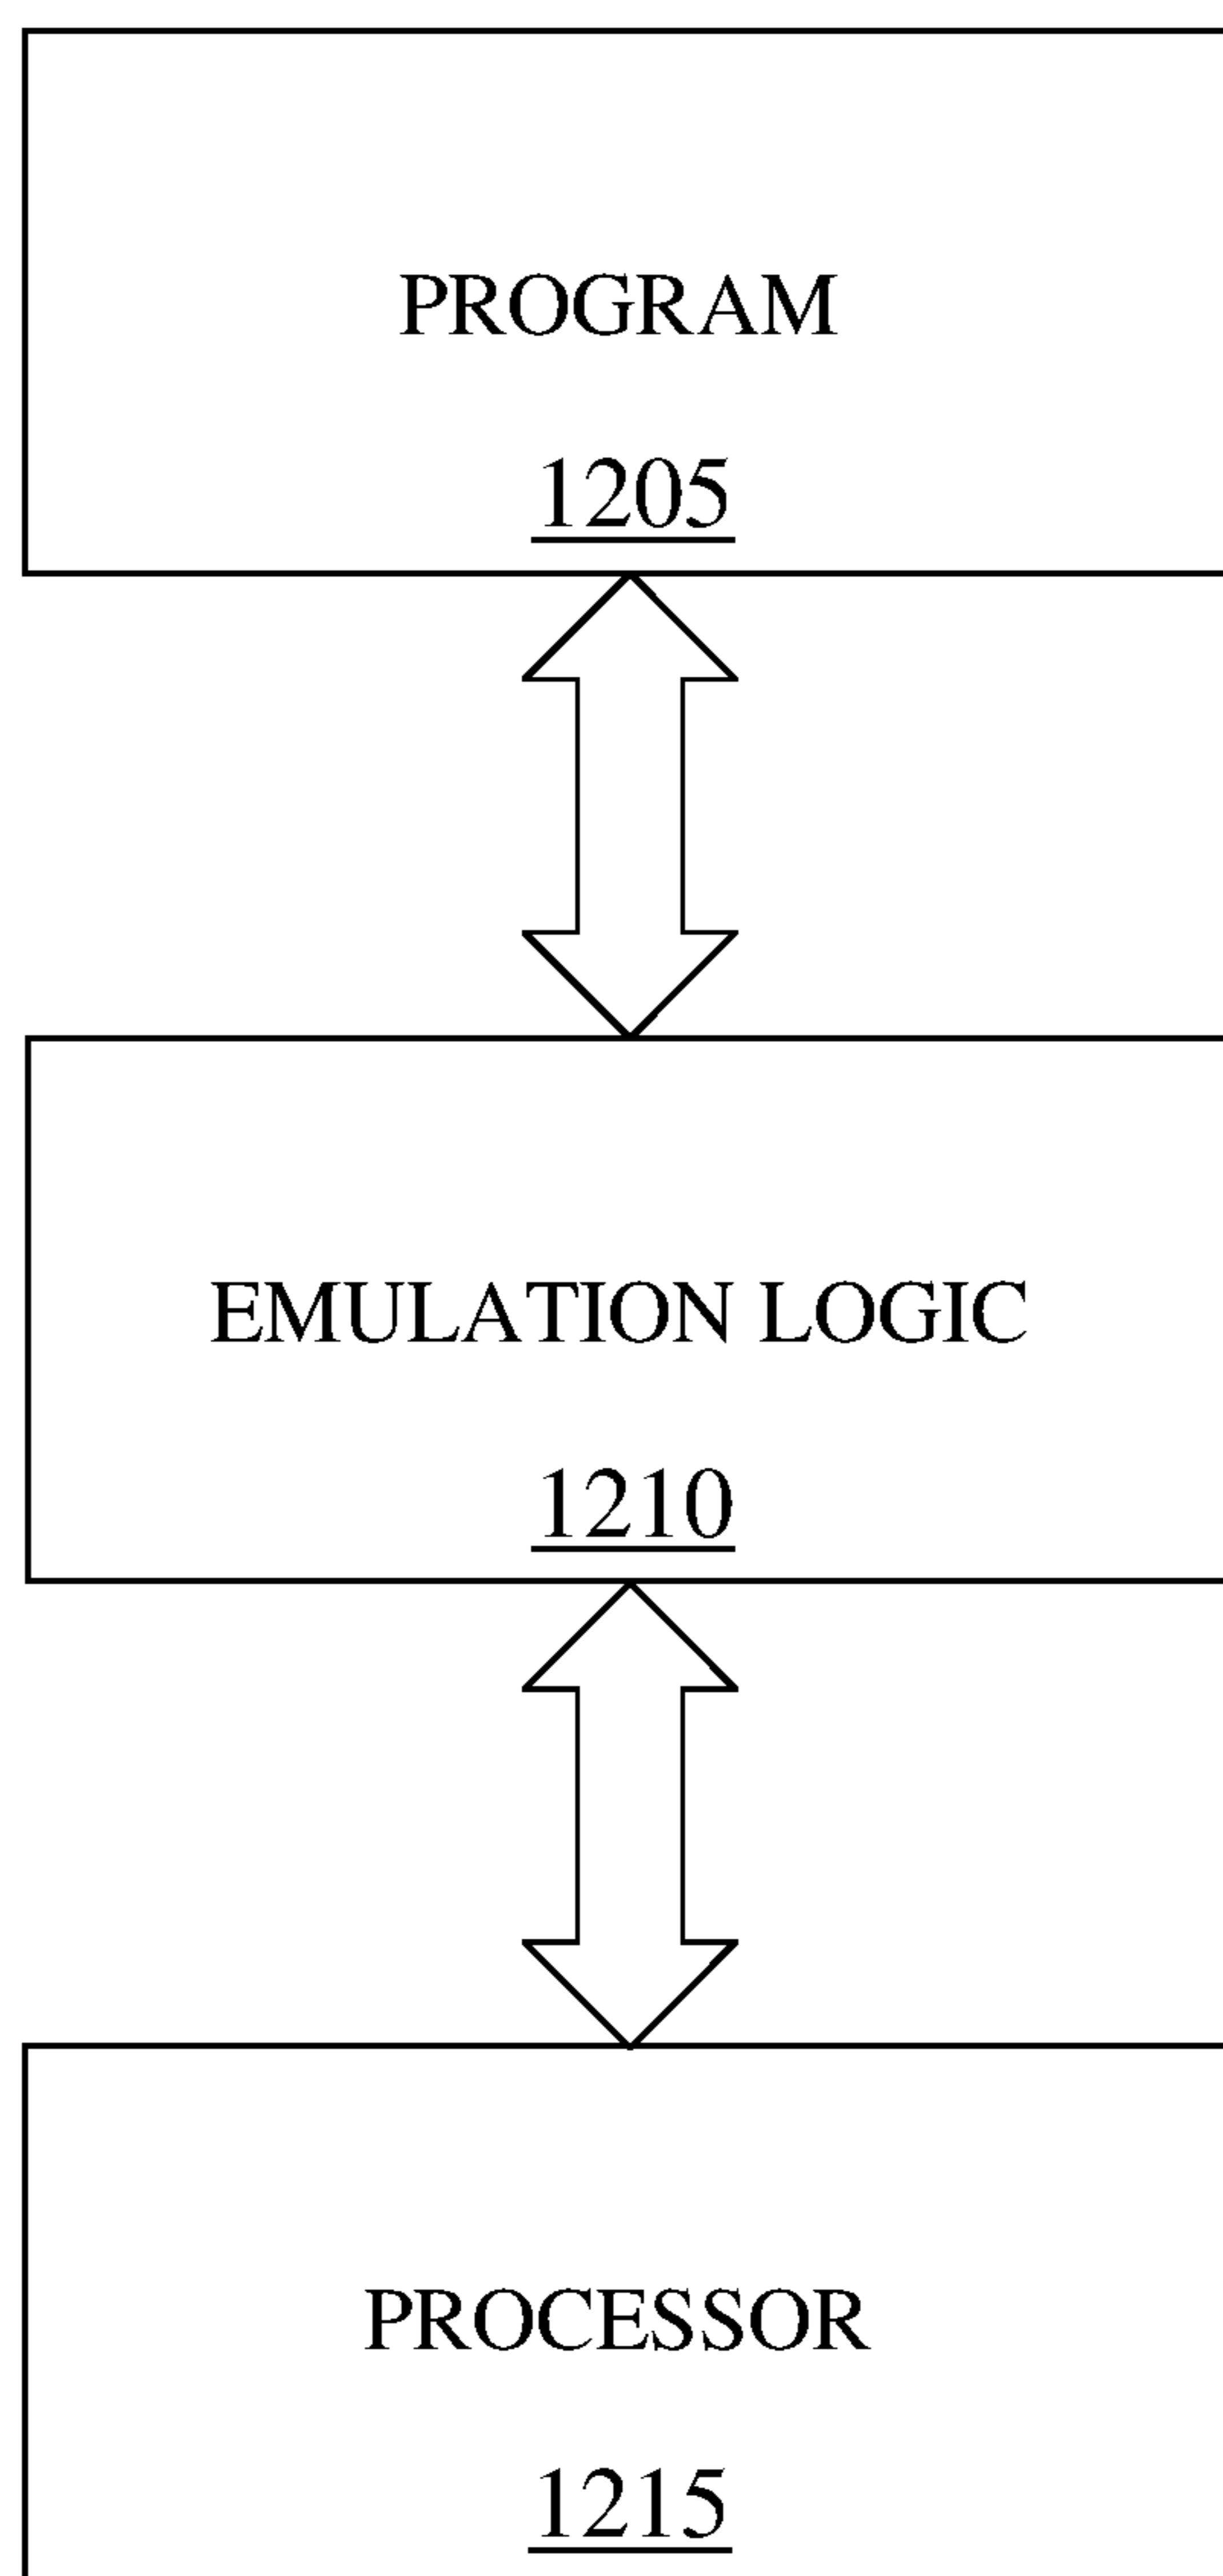 PROGRAM
1205
EMULATION LOGIC
1210
PROCESSOR
1215